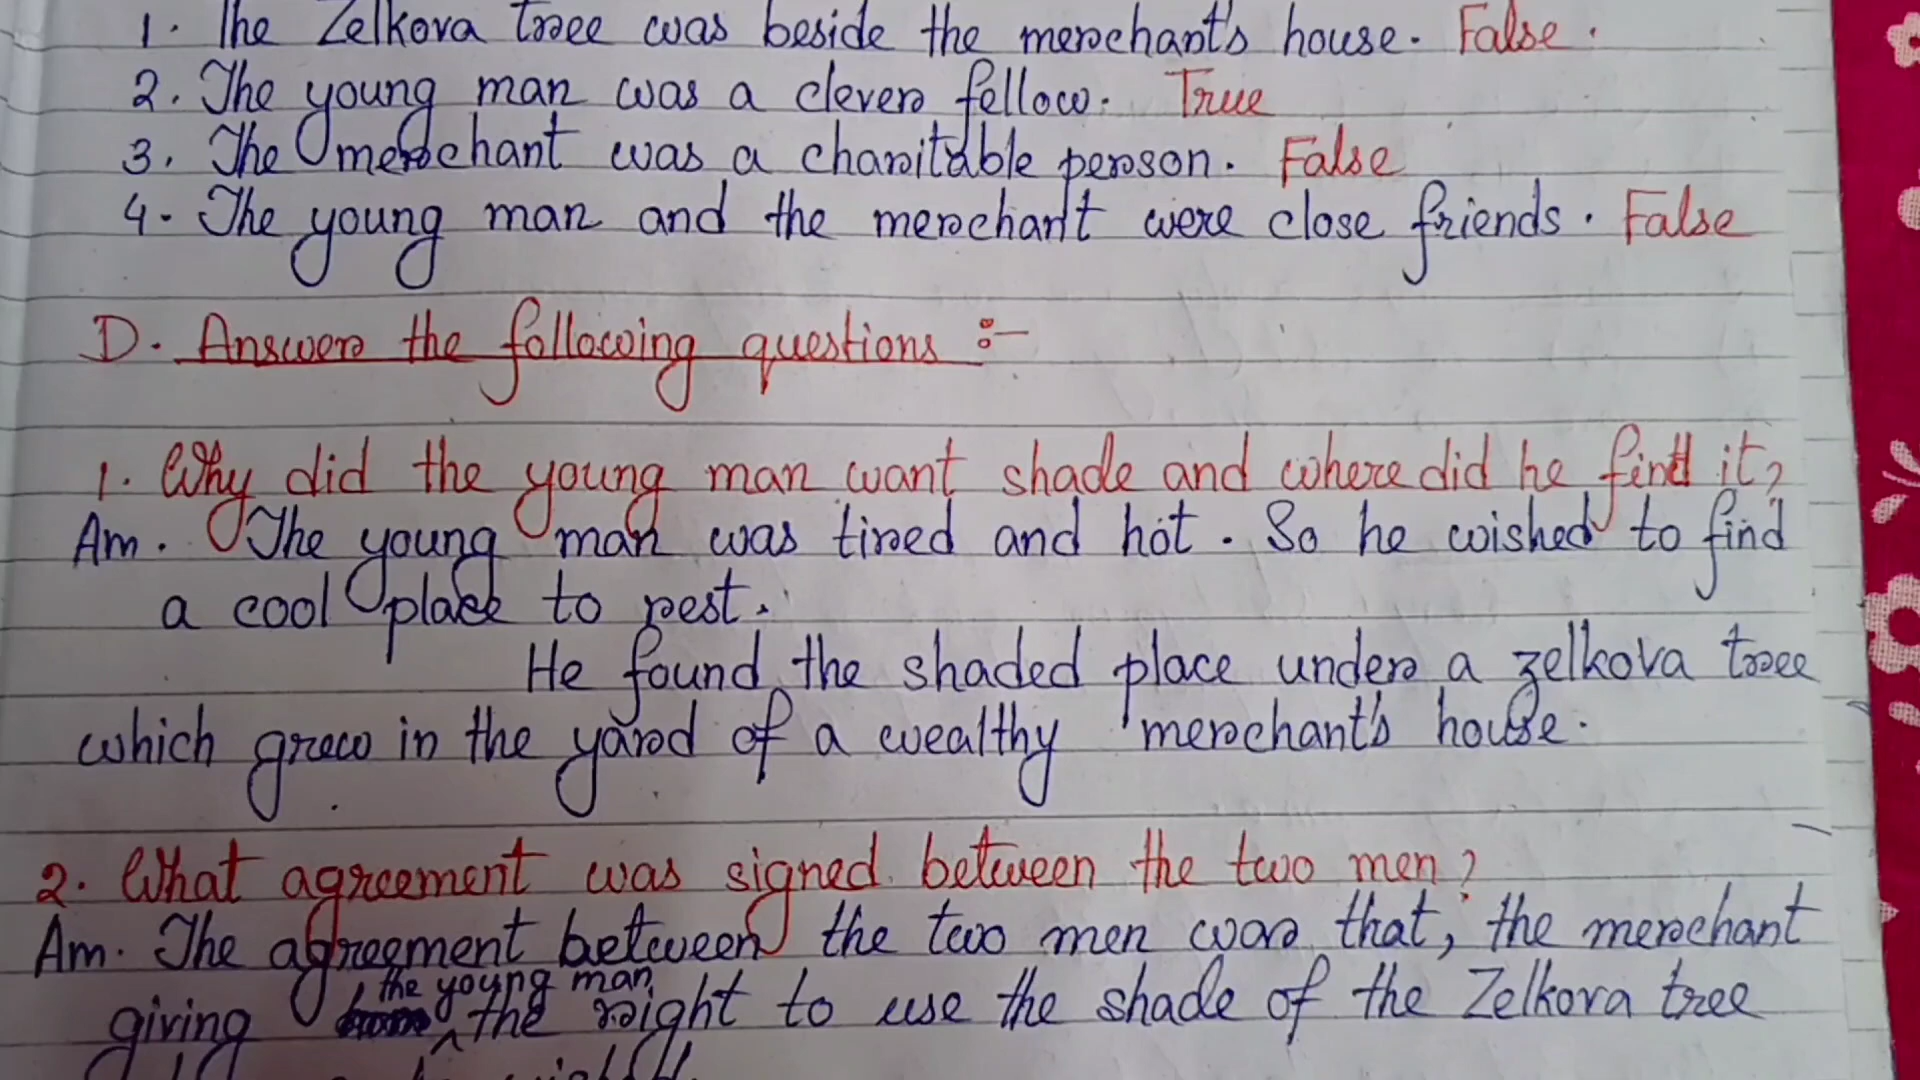 1. The Zelkova tree was beside the merchant's house. False.
2. The young man was a clever fellow. True
3. The merchant was a charitable person. False
4. The young man and the merchant were close friends. False
D. Answer the following questions :-
1. Why did the young man want shade and where did he find it?
Am. The young man was tired and hot. So he wished to find
a cool place to rest.
He found the shaded place under a zelkova tree
which grew in the yard of a wealthy merchant's house.
2. What agreement was signed between the two men?
Am. The agreement between the two men was that, the merchant
the young man
giving the right to use the shade of the Zelkova tree